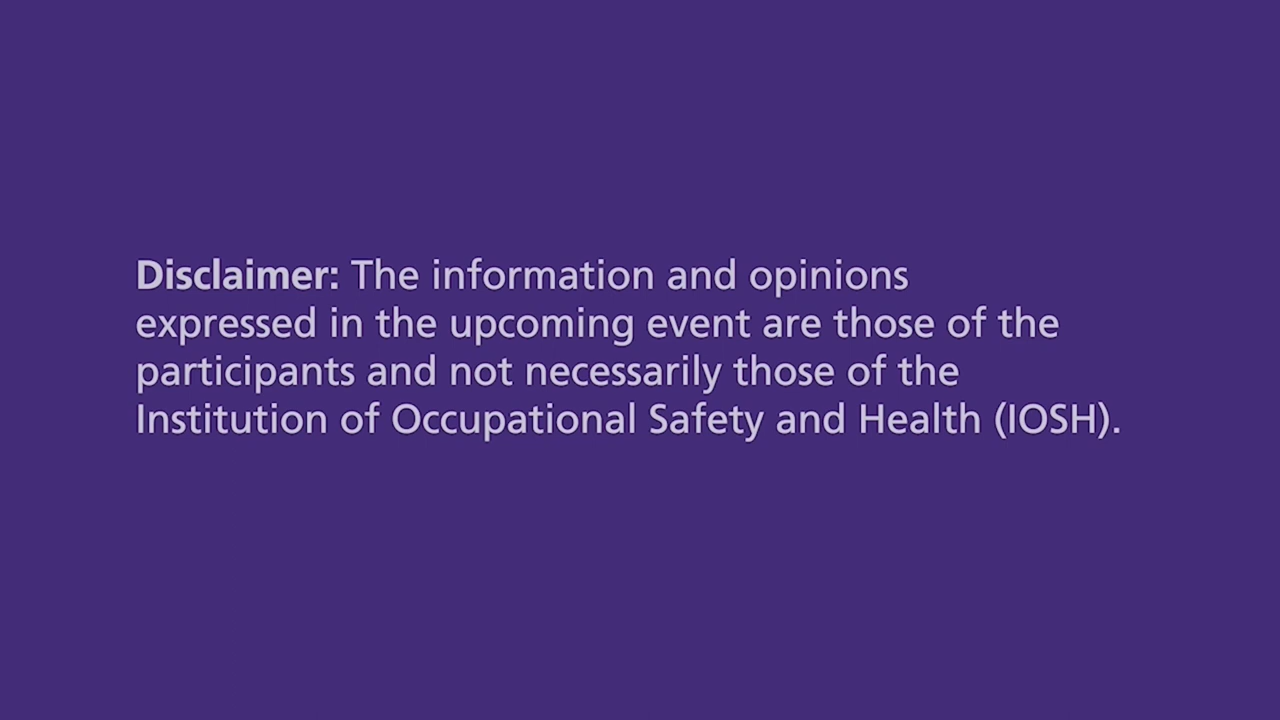 Disclaimer: The information and opinions
expressed in the upcoming event are those of the
participants and not necessarily those of the
Institution of Occupational Safety and Health (IOSH).